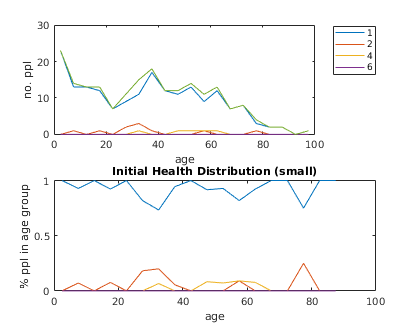 30
20
10
0
no. ppl
0 20 40 60 80 100
age
1
2
4
6
Initial Health Distribution (small)
1
0.5
0
% ppl in age group
0 20 40 60 80 100
age